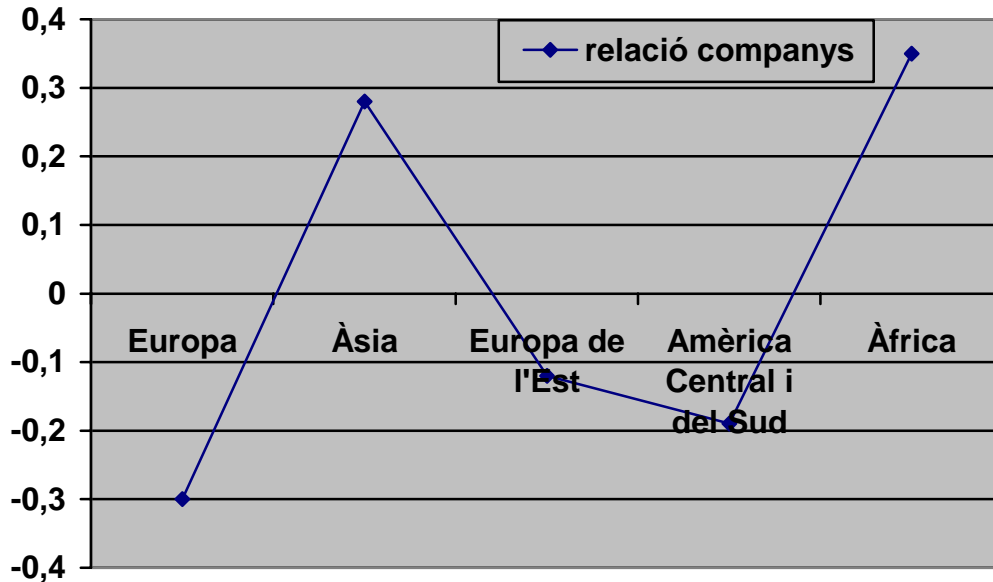 0,4
relació companys
0,3
0,2
0,1
0
Europa
Àsia
Europa de
l'Est
Amèrica
Central i
del Sud
Àfrica
-0,1
-0,2
-0,3
-0,4